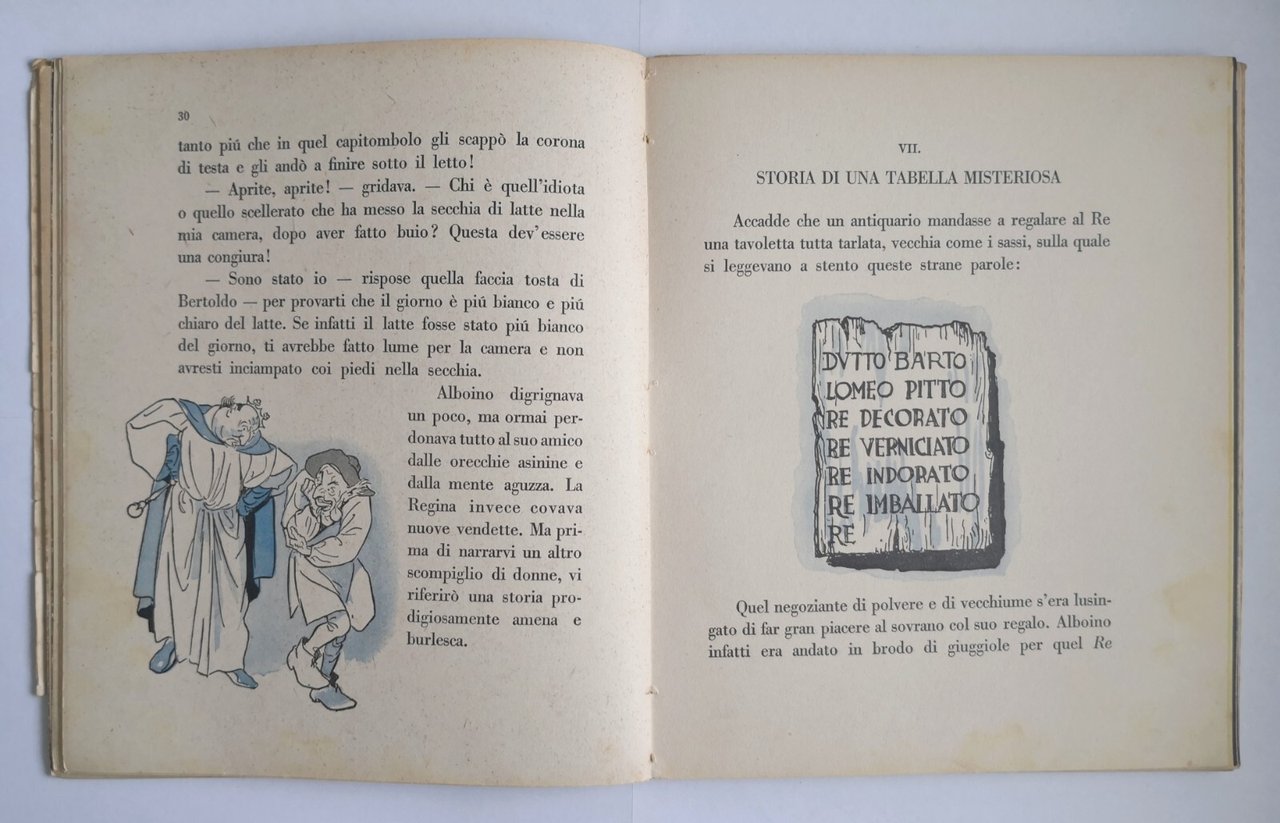 30
tanto piú che in quel capitombolo gli scappò la corona
di testa e gli andò a finire sotto il letto!
— Aprite, aprite! — gridava. — Chi è quell'idiota
o quello scellerato che ha messo la secchia di latte nella
mia camera, dopo aver fatto buio? Questa dev'essere
una congiura!
— Sono stato io — rispose quella faccia tosta di
Bertoldo — per provarti che il giorno è piú bianco e piú
chiaro del latte. Se infatti il latte fosse stato piú bianco
del giorno, ti avrebbe fatto lume per la camera e non
avresti inciampato coi piedi nella secchia.
Alboino digrignava
un poco, ma ormai per-
donava tutto al suo amico
dalle orecchie asinine e
dalla mente aguzza. La
Regina invece covava
nuove vendette. Ma pri-
ma di narrarvi un altro
scompiglio di donne, vi
riferirò una storia pro-
digiosamente amena e
burlesca.
VII.
STORIA DI UNA TABELLA MISTERIOSA
Accadde che un antiquario mandasse a regalare al Re
una tavoletta tutta tarlata, vecchia come i sassi, sulla quale
si leggevano a stento queste strane parole:
DVTTO BARTO
LOMEO PITTO
RE DECORATO
RE VERNICIATO
RE INDORATO
RE IMBALLATO
RE
Quel negoziante di polvere e di vecchiume s'era lusin-
gato di far gran piacere al sovrano col suo regalo. Alboino
infatti era andato in brodo di giuggiole per quel Re